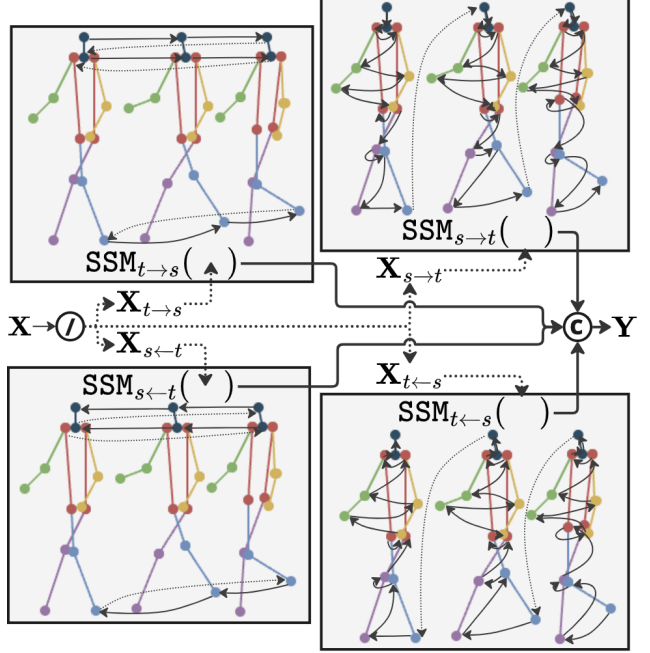 SSM_{s→t}( )
SSM_{t→s}( )
X_{s→t}
X_{t→s}
X / C Y
X_{s←t}
X_{t←s}
SSM_{s←t}( )
SSM_{t←s}( )